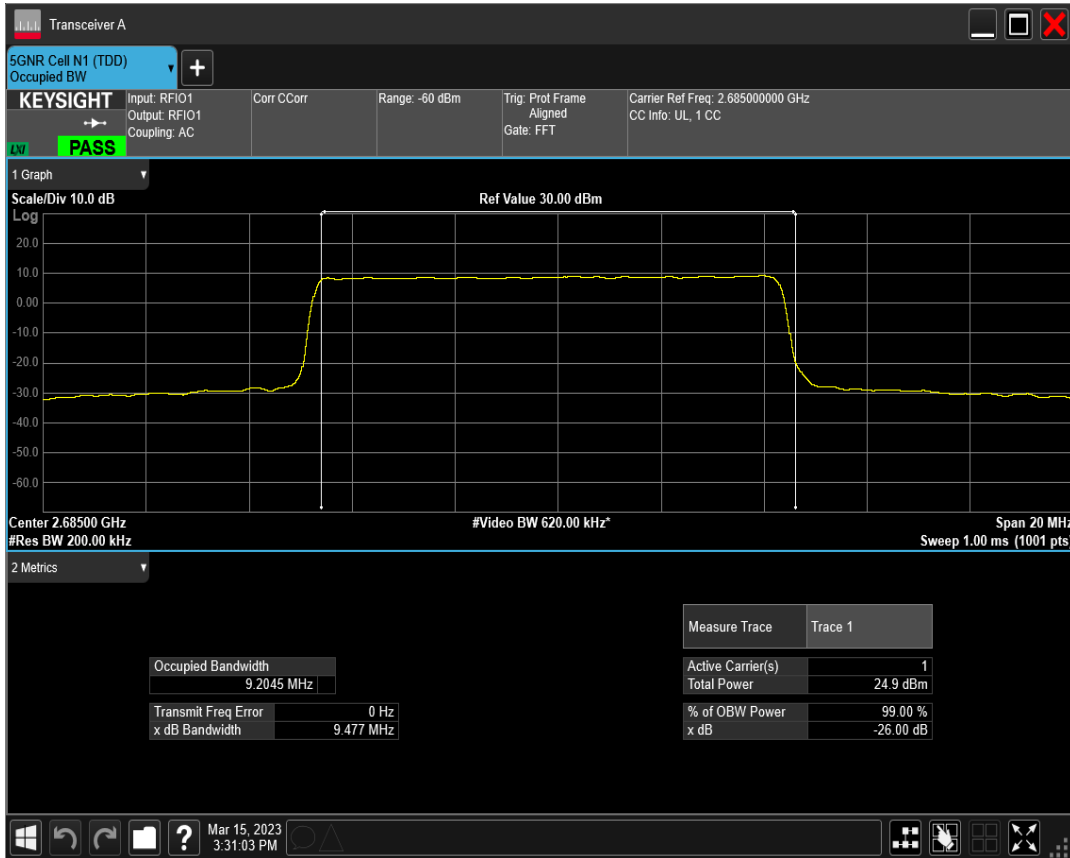 Transceiver A
5GNR Cell N1 (TDD)
Occupied BW
+
KEYSIGHT
LXI
PASS
Input: RFIO1
Output: RFIO1
Coupling: AC
Corr CCorr
Range: -60 dBm
Trig: Prot Frame
Aligned
Gate: FFT
Carrier Ref Freq: 2.685000000 GHz
CC Info: UL, 1 CC
1 Graph
Scale/Div 10.0 dB
Ref Value 30.00 dBm
Log
20.0
10.0
0.00
-10.0
-20.0
-30.0
-40.0
-50.0
-60.0
Center 2.68500 GHz
#Video BW 620.00 kHz*
Span 20 MHz
#Res BW 200.00 kHz
Sweep 1.00 ms (1001 pts)
2 Metrics
Measure Trace Trace 1
Occupied Bandwidth
9.2045 MHz
Active Carrier(s) 1
Total Power 24.9 dBm
Transmit Freq Error 0 Hz
x dB Bandwidth 9.477 MHz
% of OBW Power 99.00 %
x dB -26.00 dB
?
Mar 15, 2023
3:31:03 PM